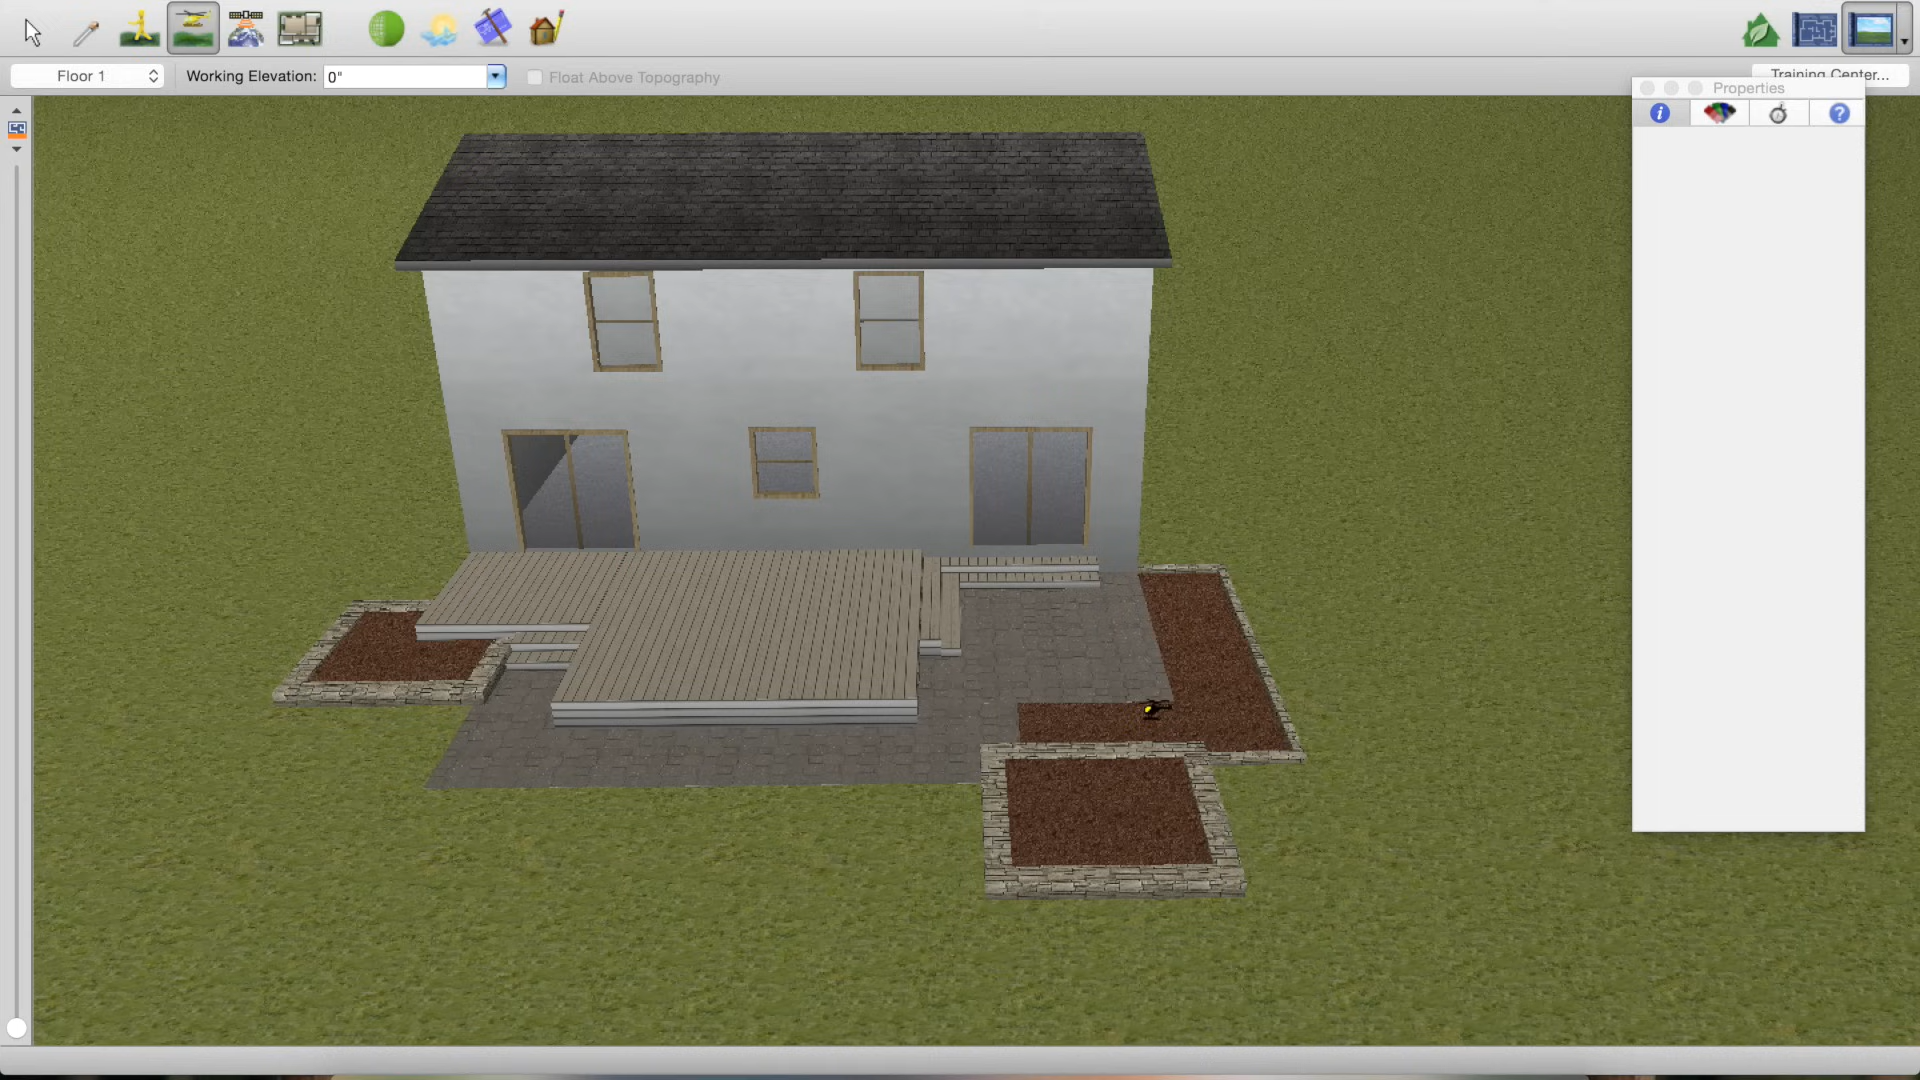 Floor 1
Working Elevation: 0"
Float Above Topography
Training Center...
Properties
i
?